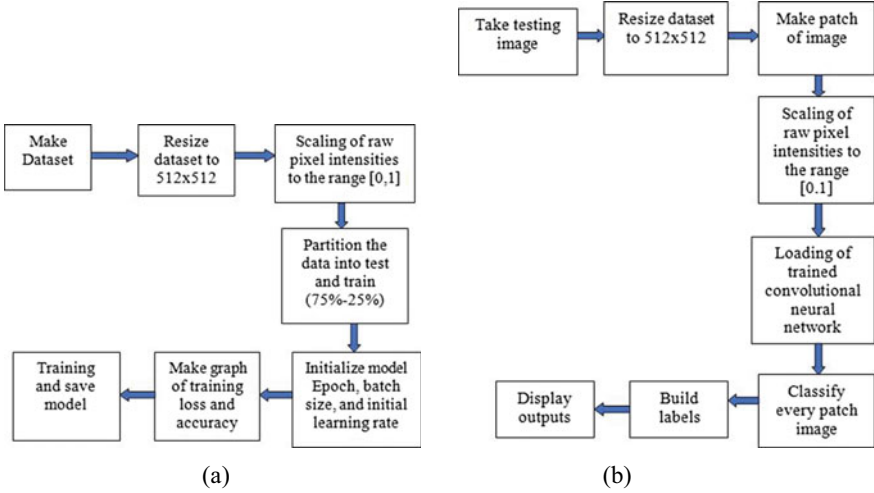 Make
Dataset
Resize
dataset to
512x512
Scaling of raw
pixel intensities
to the range [0,1]
Partition the
data into test
and train
(75%-25%)
Initialize model
Epoch, batch
size, and initial
learning rate
Make graph
of training
loss and
accuracy
Training
and save
model
(a)
Take testing
image
Resize dataset
to 512x512
Make patch
of image
Scaling of
raw pixel
intensities to
the range
[0.1]
Loading of
trained
convolutional
neural
network
Classify
every patch
image
Build
labels
Display
outputs
(b)